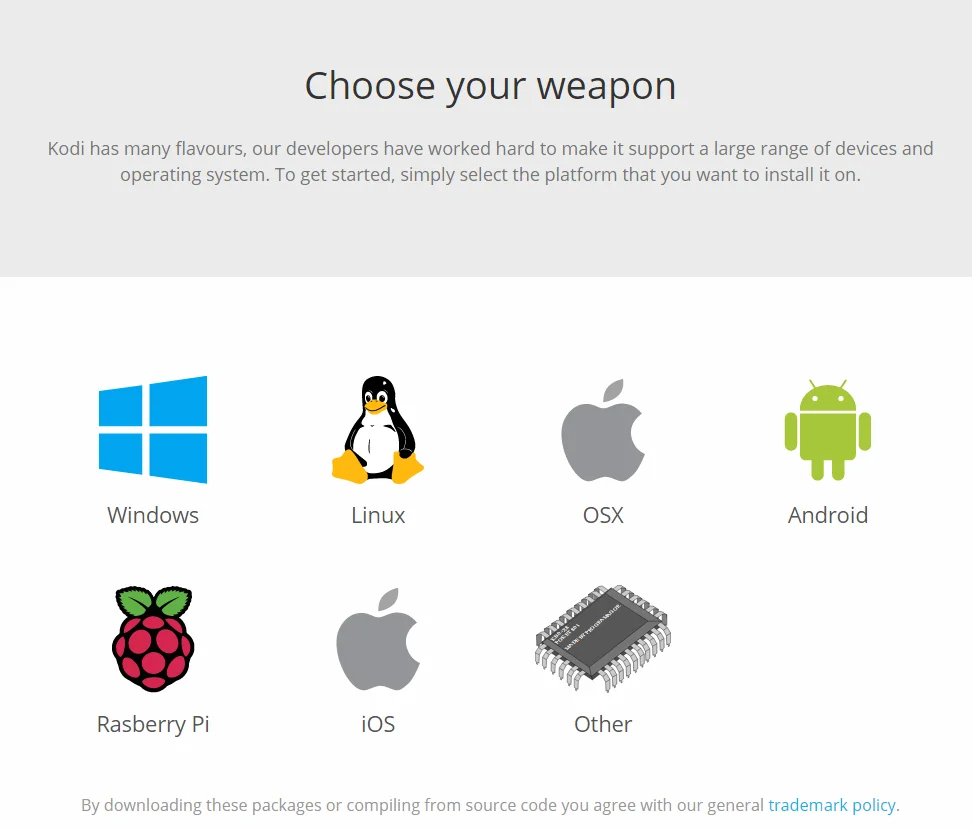 Choose your weapon
Kodi has many flavours, our developers have worked hard to make it support a large range of devices and
operating system. To get started, simply select the platform that you want to install it on.
Windows
Linux
OSX
Android
Rasberry Pi
iOS
Other
By downloading these packages or compiling from source code you agree with our general trademark policy.